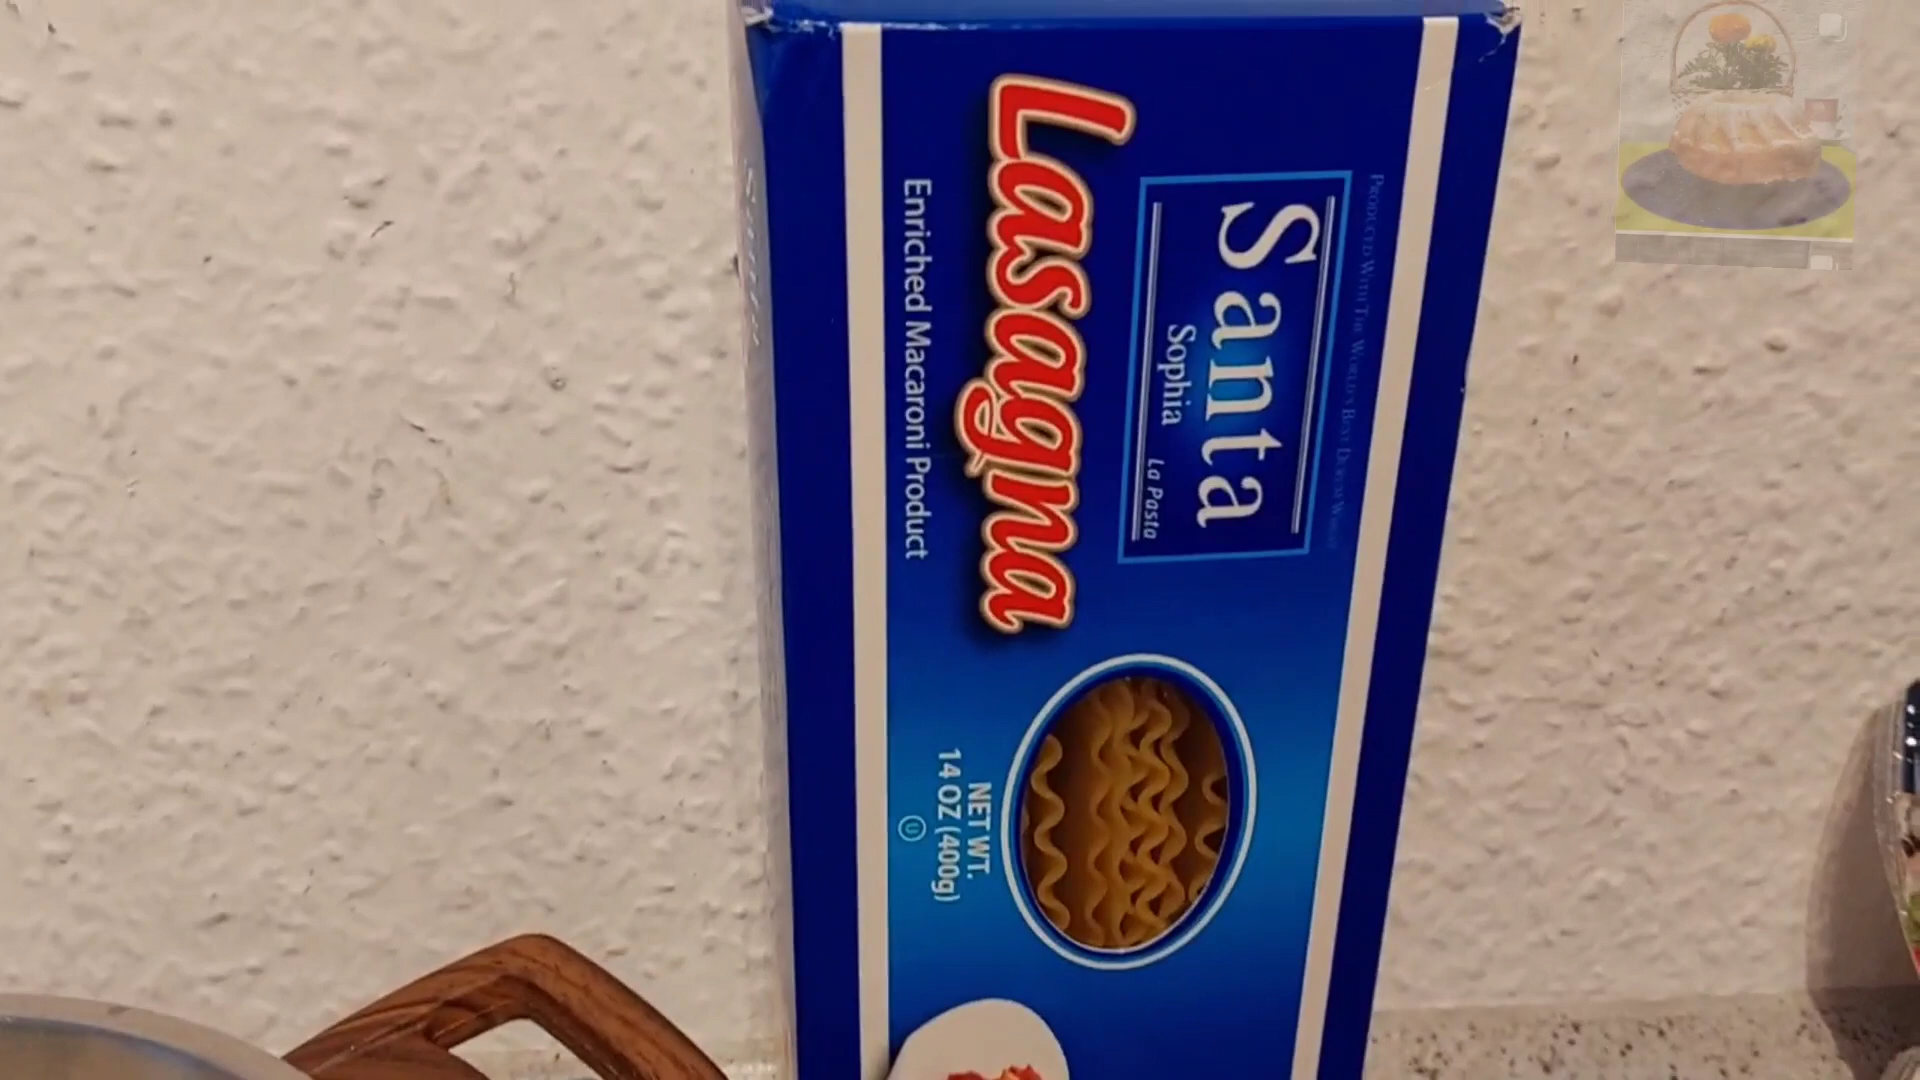 PRODUCED WITH THE WORLD'S BEST DURUM WHEAT
Santa
Sophia
La Pasta
Lasagna
Enriched Macaroni Product
NET WT.
14 OZ (400g)
U